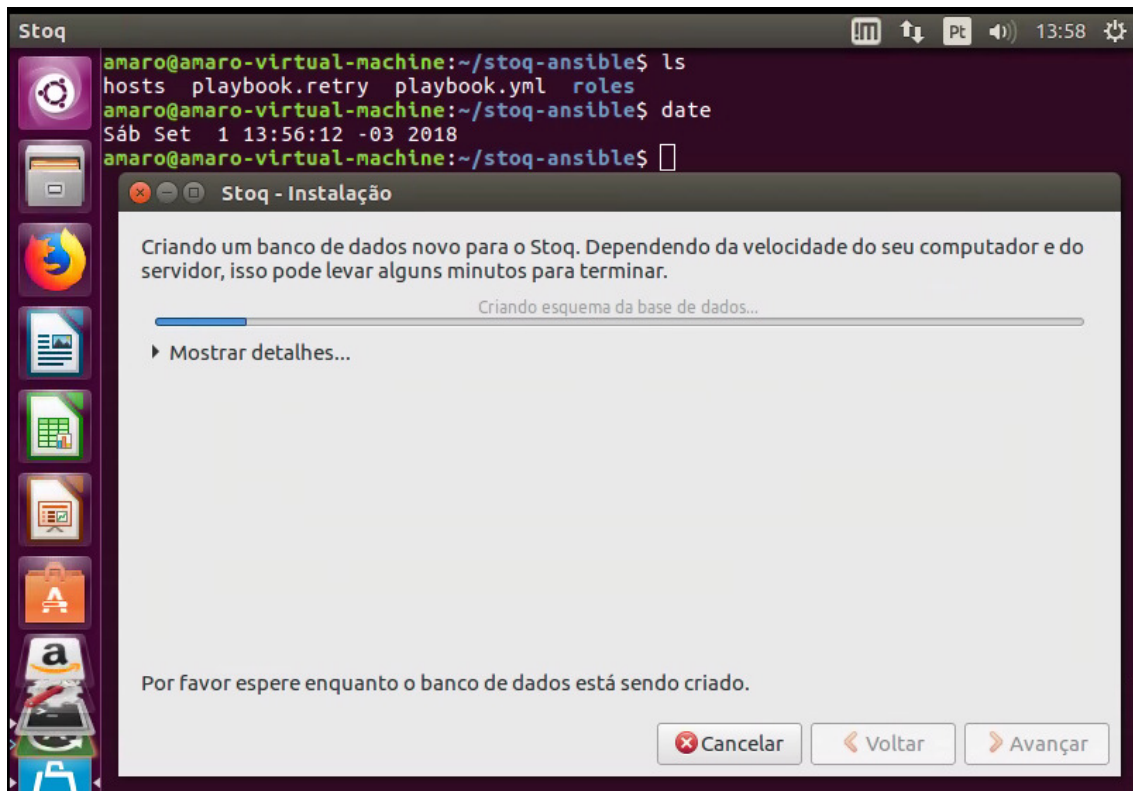 Stoq
Pt 13:58
amaro@amaro-virtual-machine:~/stoq-ansible$ ls
hosts  playbook.retry  playbook.yml  roles
amaro@amaro-virtual-machine:~/stoq-ansible$ date
Sáb Set  1 13:56:12 -03 2018
amaro@amaro-virtual-machine:~/stoq-ansible$
Stoq - Instalação
Criando um banco de dados novo para o Stoq. Dependendo da velocidade do seu computador e do
servidor, isso pode levar alguns minutos para terminar.
Criando esquema da base de dados...
Mostrar detalhes...
Por favor espere enquanto o banco de dados está sendo criado.
Cancelar
Voltar
Avançar